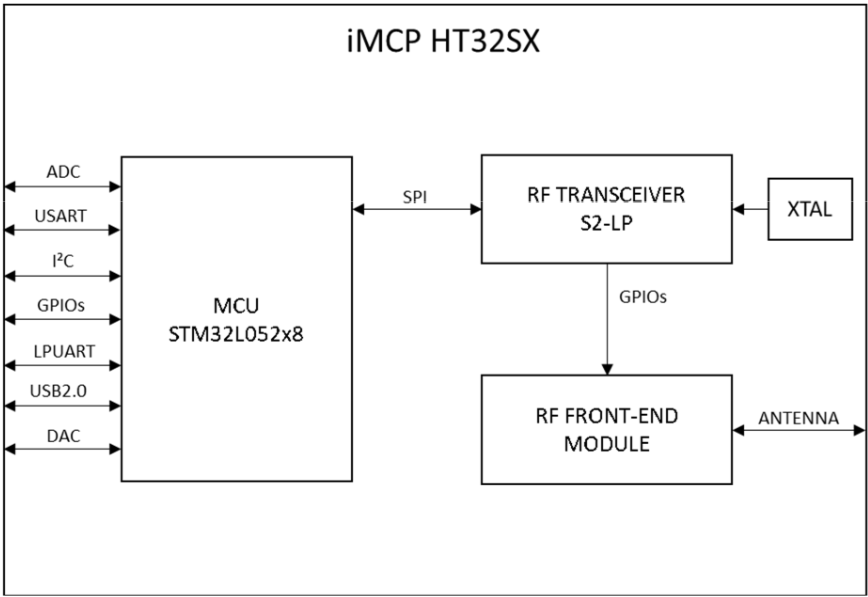 iMCP HT32SX
ADC
USART
I²C
GPIOs
LPUART
USB2.0
DAC
MCU
STM32L052x8
SPI
RF TRANSCEIVER
S2-LP
XTAL
GPIOs
RF FRONT-END
MODULE
ANTENNA